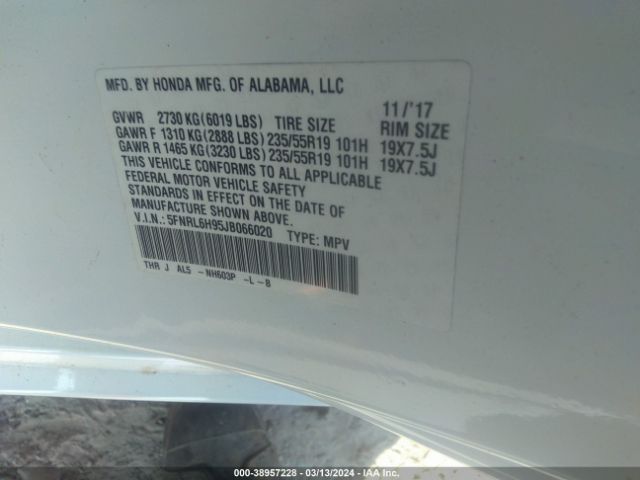 MFD. BY HONDA MFG. OF ALABAMA, LLC
11/'17
GVWR 2730 KG(6019 LBS) TIRE SIZE RIM SIZE
GAWR F 1310 KG(2888 LBS) 235/55R19 101H 19X7.5J
GAWR R 1465 KG(3230 LBS) 235/55R19 101H 19X7.5J
THIS VEHICLE CONFORMS TO ALL APPLICABLE
FEDERAL MOTOR VEHICLE SAFETY
STANDARDS IN EFFECT ON THE DATE OF
MANUFACTURE SHOWN ABOVE.
V.I.N.: 5FNRL6H95JB066020 TYPE: MPV
THR J AL5 - NH603P - L - B
000-38957228 - 03/13/2024 - IAA Inc.